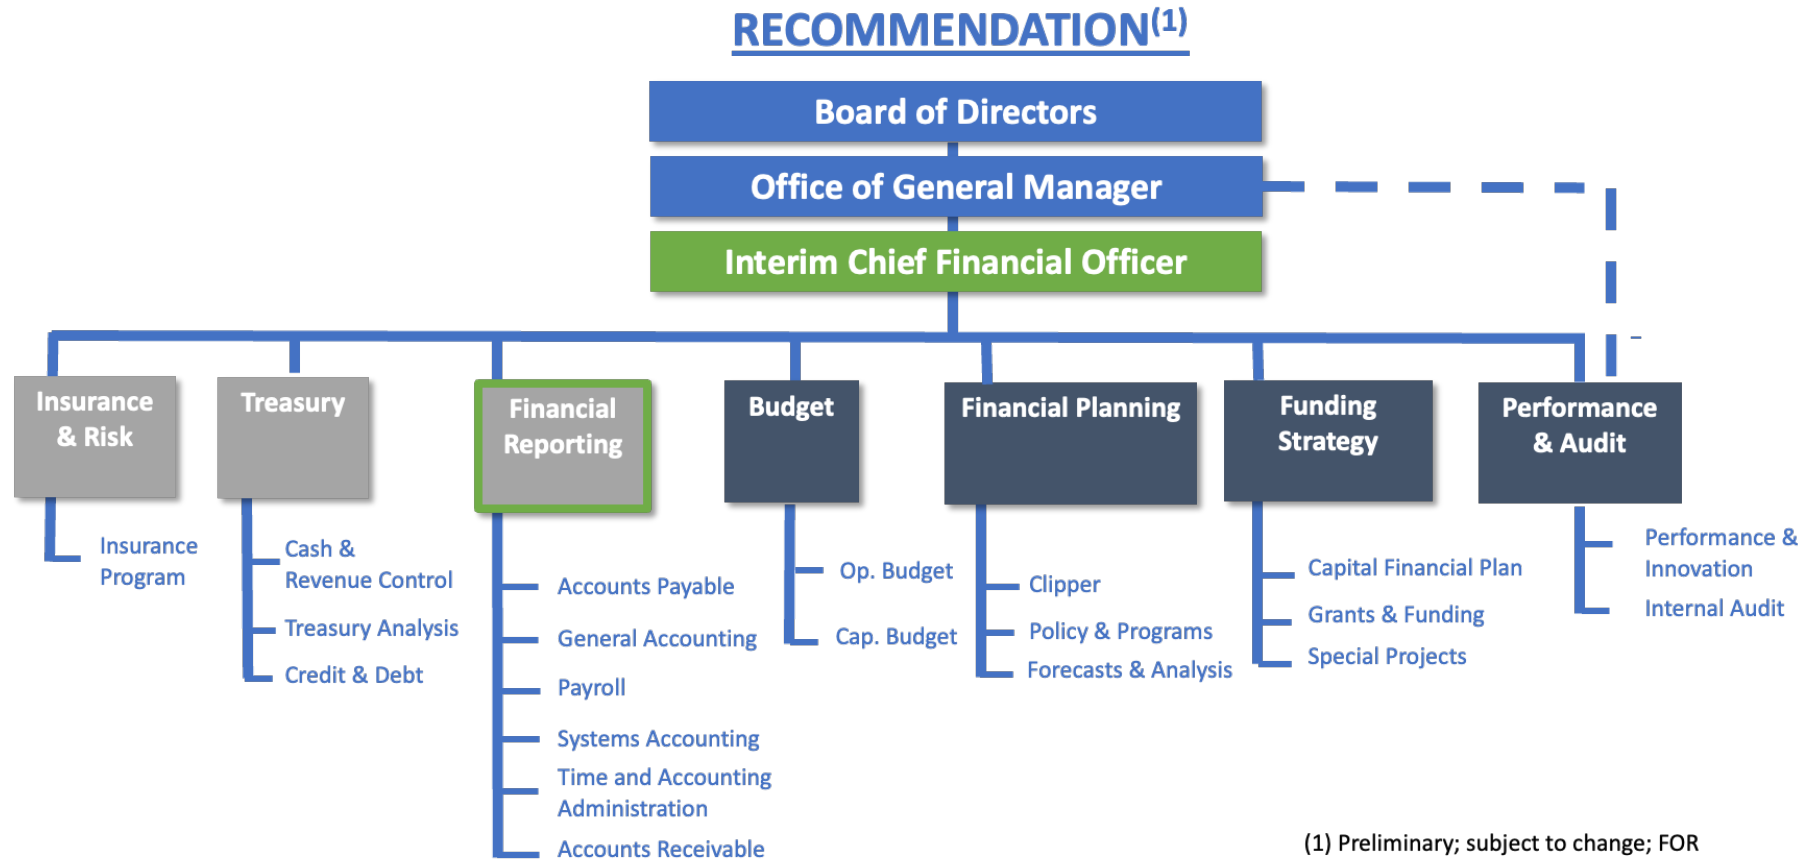 RECOMMENDATION(1)
Board of Directors
Office of General Manager
Interim Chief Financial Officer
Insurance
& Risk
Insurance
Program
Treasury
Cash &
Revenue Control
Treasury Analysis
Credit & Debt
Financial
Reporting
Accounts Payable
General Accounting
Payroll
Systems Accounting
Time and Accounting
Administration
Accounts Receivable
Budget
Op. Budget
Cap. Budget
Financial Planning
Clipper
Policy & Programs
Forecasts & Analysis
Funding
Strategy
Capital Financial Plan
Grants & Funding
Special Projects
Performance
& Audit
Performance &
Innovation
Internal Audit
(1) Preliminary; subject to change; FOR